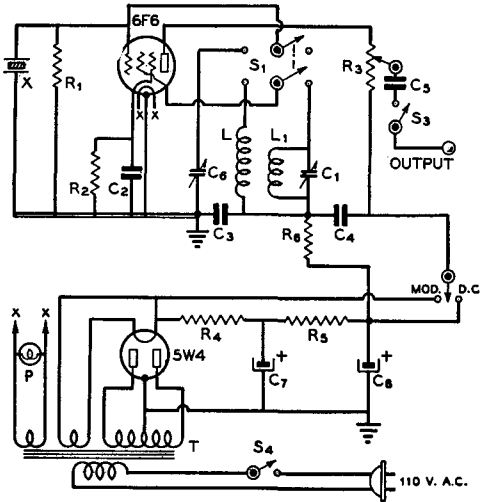 6F6
S1
X
R1
R3
C5
S3
OUTPUT
X X
L
L1
R2
C2
C6
C1
C3
R6
C4
MOD. D.C.
X X
P
5W4
R4
R5
C7
C8
T
S4
110 V. A.C.